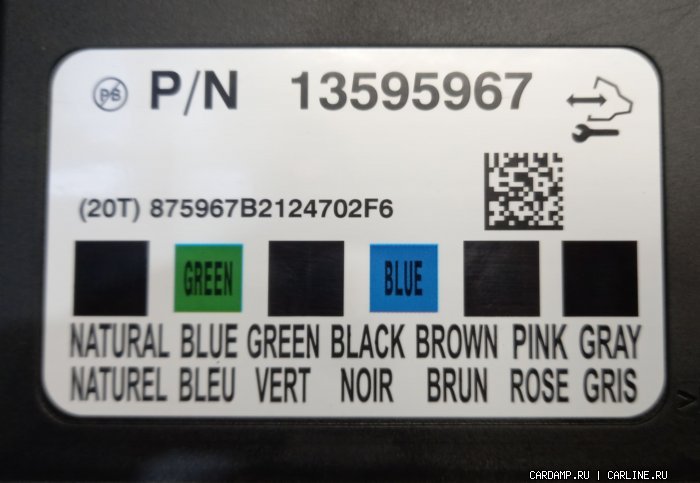 PB P/N 13595967
(20T) 875967B2124702F6
GREEN BLUE
NATURAL BLUE GREEN BLACK BROWN PINK GRAY
NATUREL BLEU VERT NOIR BRUN ROSE GRIS
CARDAMP.RU | CARLINE.RU